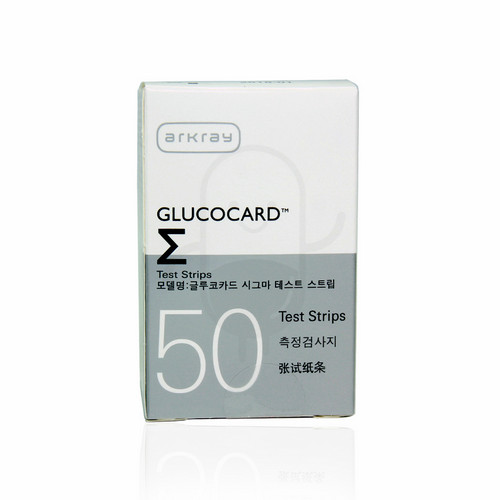 arkray
GLUCOCARD™
Σ
Test Strips
모델명:글루코카드 시그마 테스트 스트립
50
Test Strips
측정검사지
张试纸条